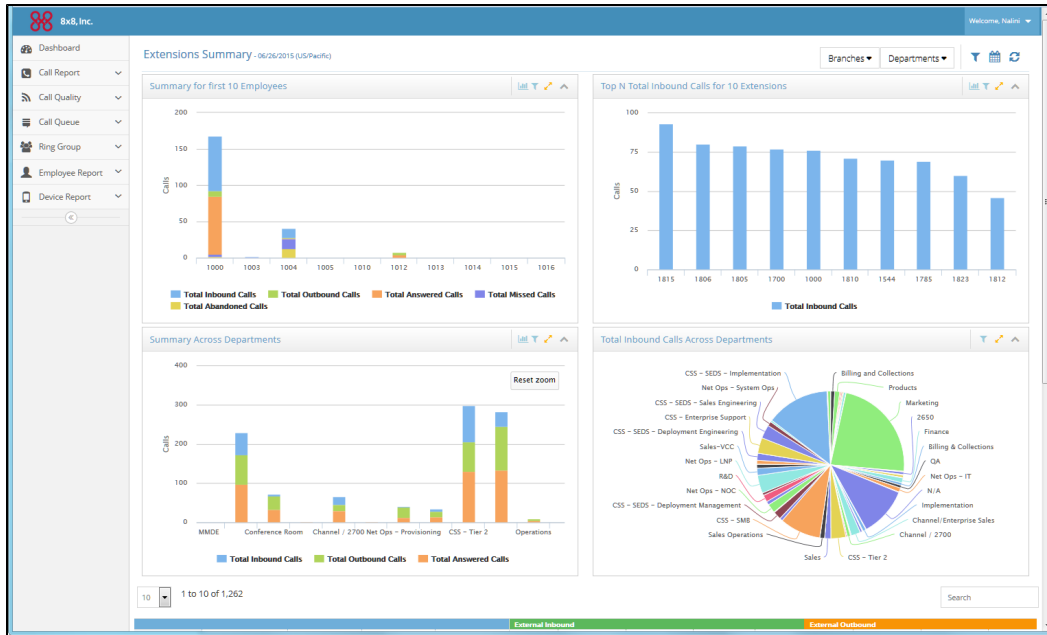 8x8, Inc.
Welcome, Nalini
Dashboard
Call Report
Call Quality
Call Queue
Ring Group
Employee Report
Device Report
Extensions Summary - 06/26/2015 (US/Pacific)
Branches
Departments
Summary for first 10 Employees
200
150
100
50
0
Calls
1000 1003 1004 1005 1010 1012 1013 1014 1015 1016
Total Inbound Calls Total Outbound Calls Total Answered Calls Total Missed Calls
Total Abandoned Calls
Top N Total Inbound Calls for 10 Extensions
100
75
50
25
0
Calls
1815 1806 1805 1700 1000 1810 1544 1785 1823 1812
Total Inbound Calls
Summary Across Departments
Reset zoom
400
300
200
100
0
Calls
MMDE Conference Room Channel / 2700 Net Ops - Provisioning CSS - Tier 2 Operations
Total Inbound Calls Total Outbound Calls Total Answered Calls
Total Inbound Calls Across Departments
CSS - SEDS - Implementation
Net Ops - System Ops
CSS - SEDS - Sales Engineering
CSS - Enterprise Support
CSS - SEDS - Deployment Engineering
Sales-VCC
Net Ops - LNP
R&D
Net Ops - NOC
CSS - SEDS - Deployment Management
CSS - SMB
Sales Operations
Sales
Billing and Collections
Products
Marketing
2650
Finance
Billing & Collections
QA
Net Ops - IT
N/A
Implementation
Channel/Enterprise Sales
Channel / 2700
CSS - Tier 2
10
1 to 10 of 1,262
Search
External Inbound
External Outbound